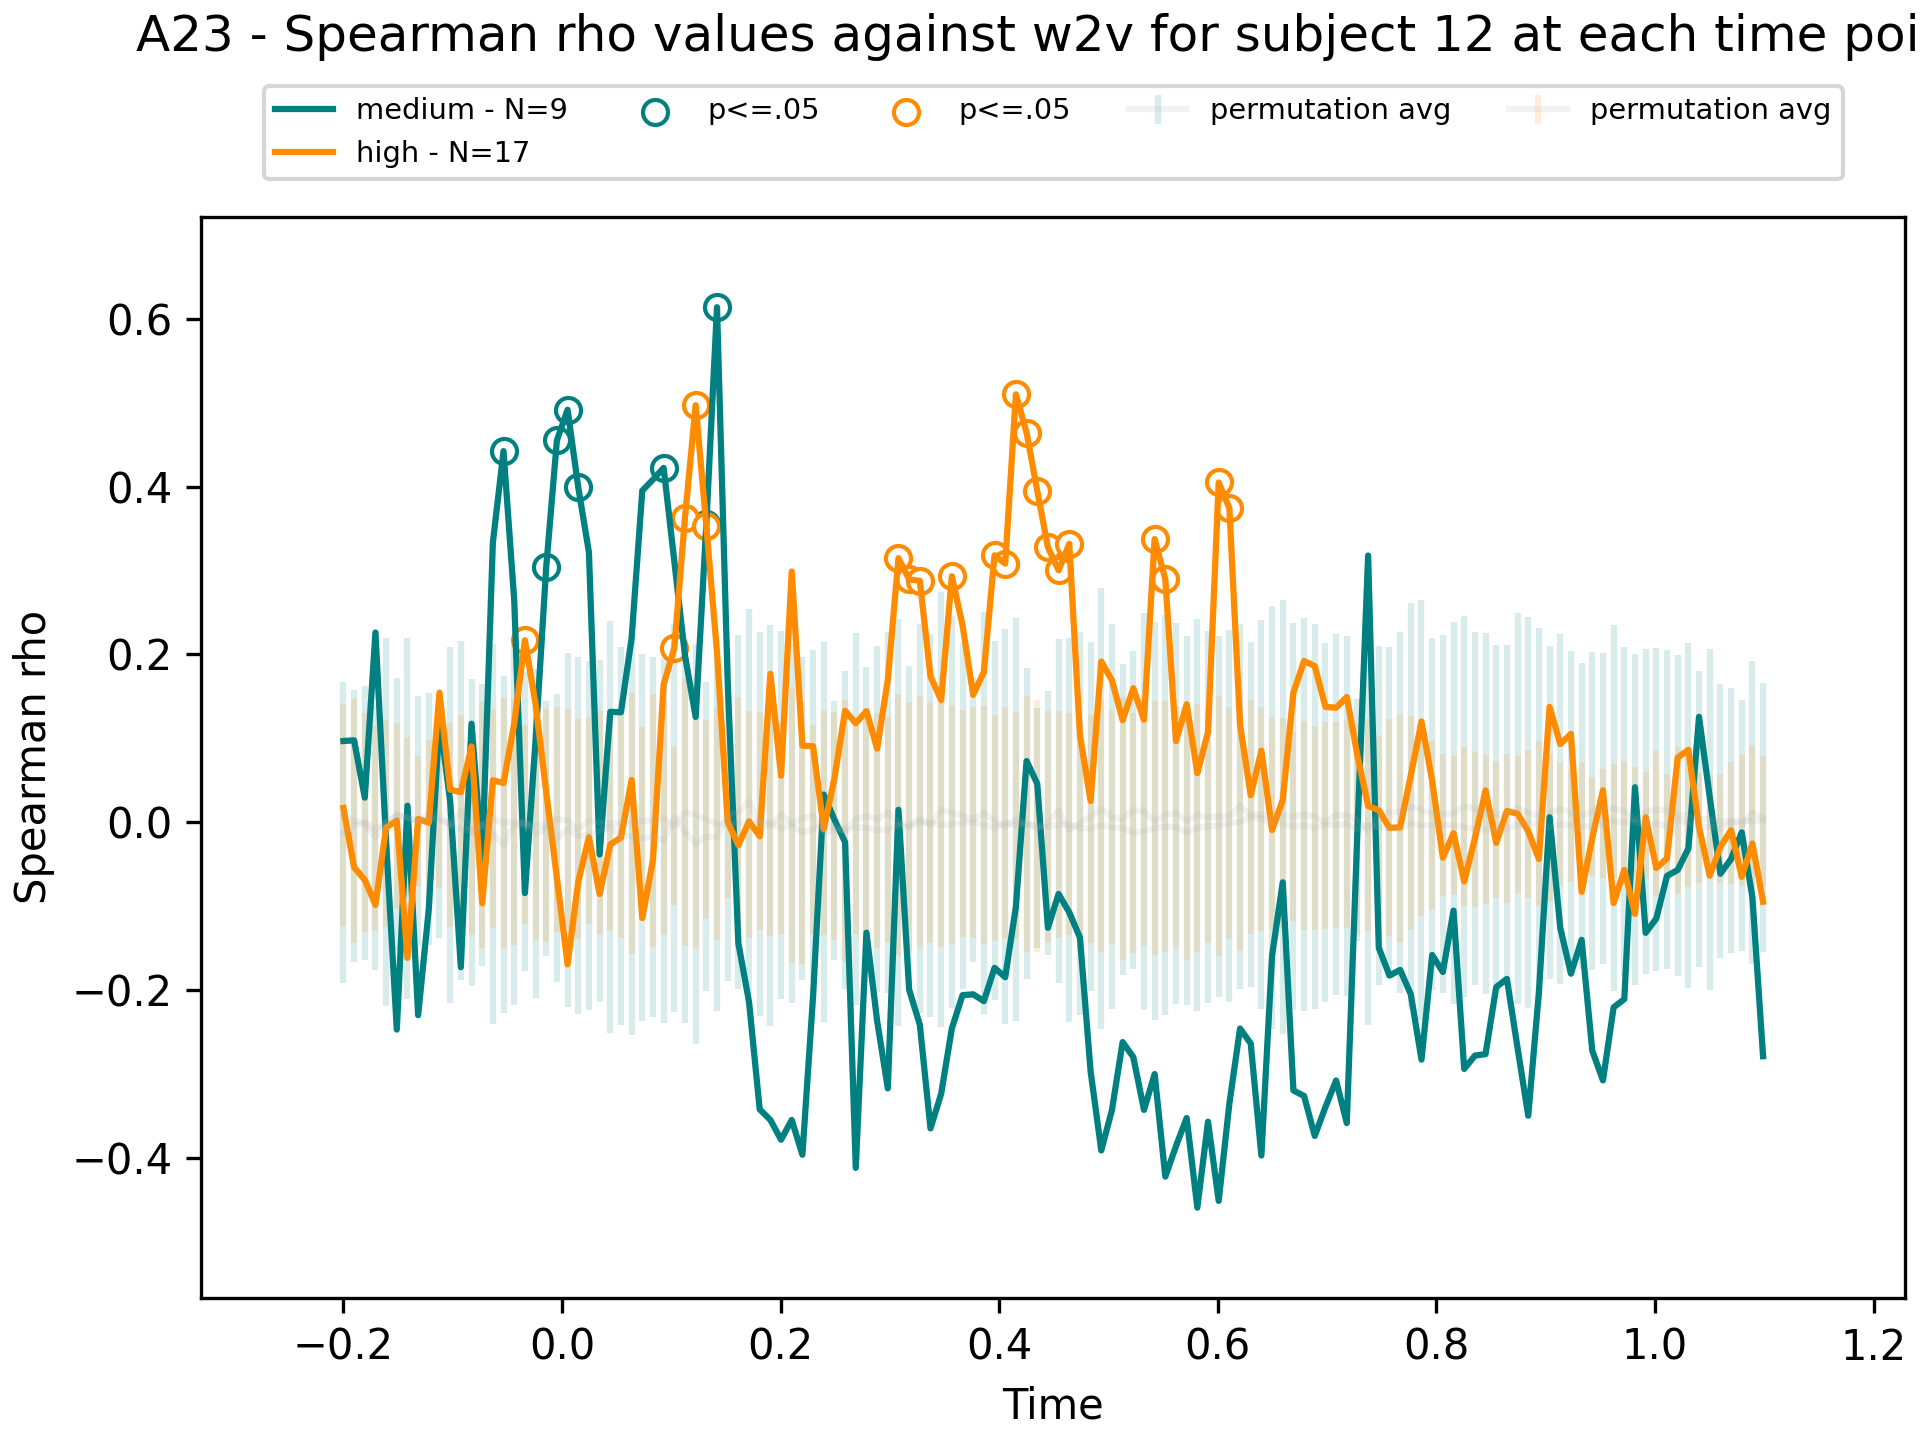 A23 - Spearman rho values against w2v for subject 12 at each time poi
medium - N=9 p<=.05 p<=.05 permutation avg permutation avg
high - N=17
0.6
0.4
0.2
0.0
−0.2
−0.4
Spearman rho
−0.2 0.0 0.2 0.4 0.6 0.8 1.0 1.2
Time